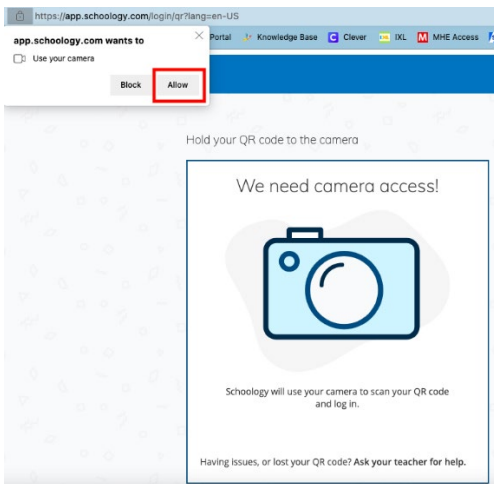 https://app.schoology.com/login/qr?lang=en-US
app.schoology.com wants to
Portal Knowledge Base C Clever IXL IXL M MHE Access
Use your camera
Block Allow
Hold your QR code to the camera
We need camera access!
Schoology will use your camera to scan your QR code
and log in.
Having issues, or lost your QR code? Ask your teacher for help.